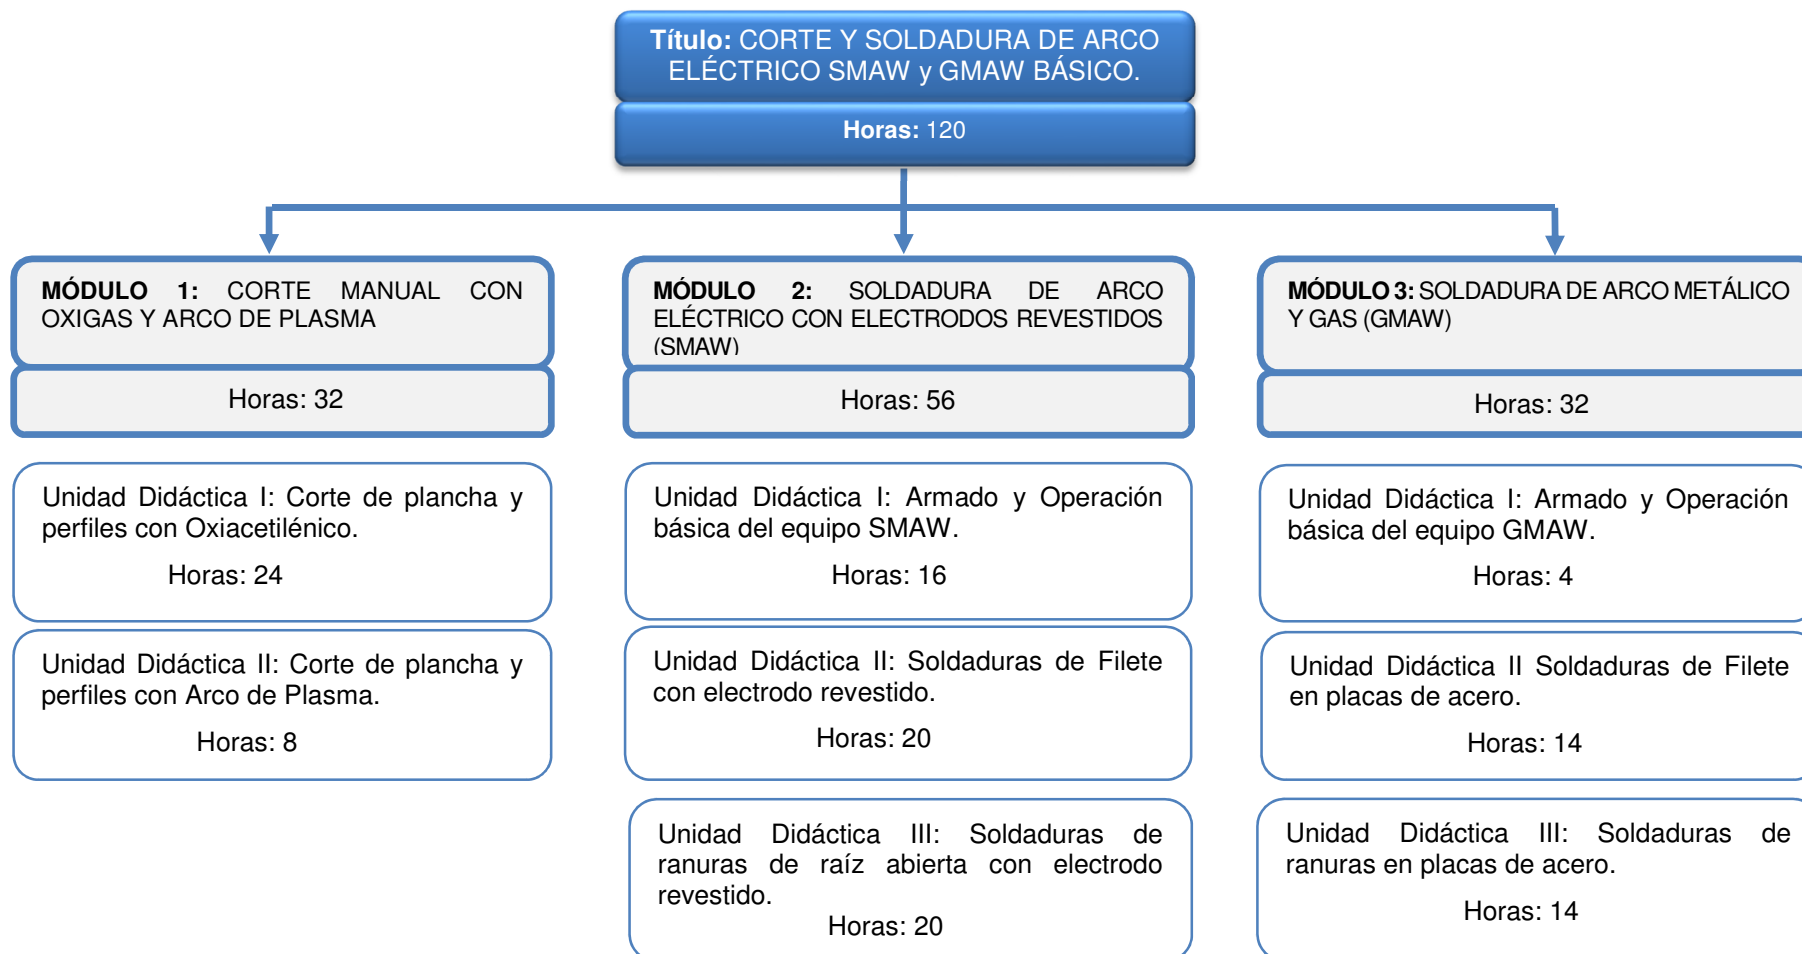 Título: CORTE Y SOLDADURA DE ARCO
ELÉCTRICO SMAW y GMAW BÁSICO.
Horas: 120
MÓDULO 1: CORTE MANUAL CON
OXIGAS Y ARCO DE PLASMA
Horas: 32
Unidad Didáctica I: Corte de plancha y
perfiles con Oxiacetilénico.
Horas: 24
Unidad Didáctica II: Corte de plancha y
perfiles con Arco de Plasma.
Horas: 8
MÓDULO 2: SOLDADURA DE ARCO
ELÉCTRICO CON ELECTRODOS REVESTIDOS
(SMAW)
Horas: 56
Unidad Didáctica I: Armado y Operación
básica del equipo SMAW.
Horas: 16
Unidad Didáctica II: Soldaduras de Filete
con electrodo revestido.
Horas: 20
Unidad Didáctica III: Soldaduras de
ranuras de raíz abierta con electrodo
revestido.
Horas: 20
MÓDULO 3: SOLDADURA DE ARCO METÁLICO
Y GAS (GMAW)
Horas: 32
Unidad Didáctica I: Armado y Operación
básica del equipo GMAW.
Horas: 4
Unidad Didáctica II Soldaduras de Filete
en placas de acero.
Horas: 14
Unidad Didáctica III: Soldaduras de
ranuras en placas de acero.
Horas: 14